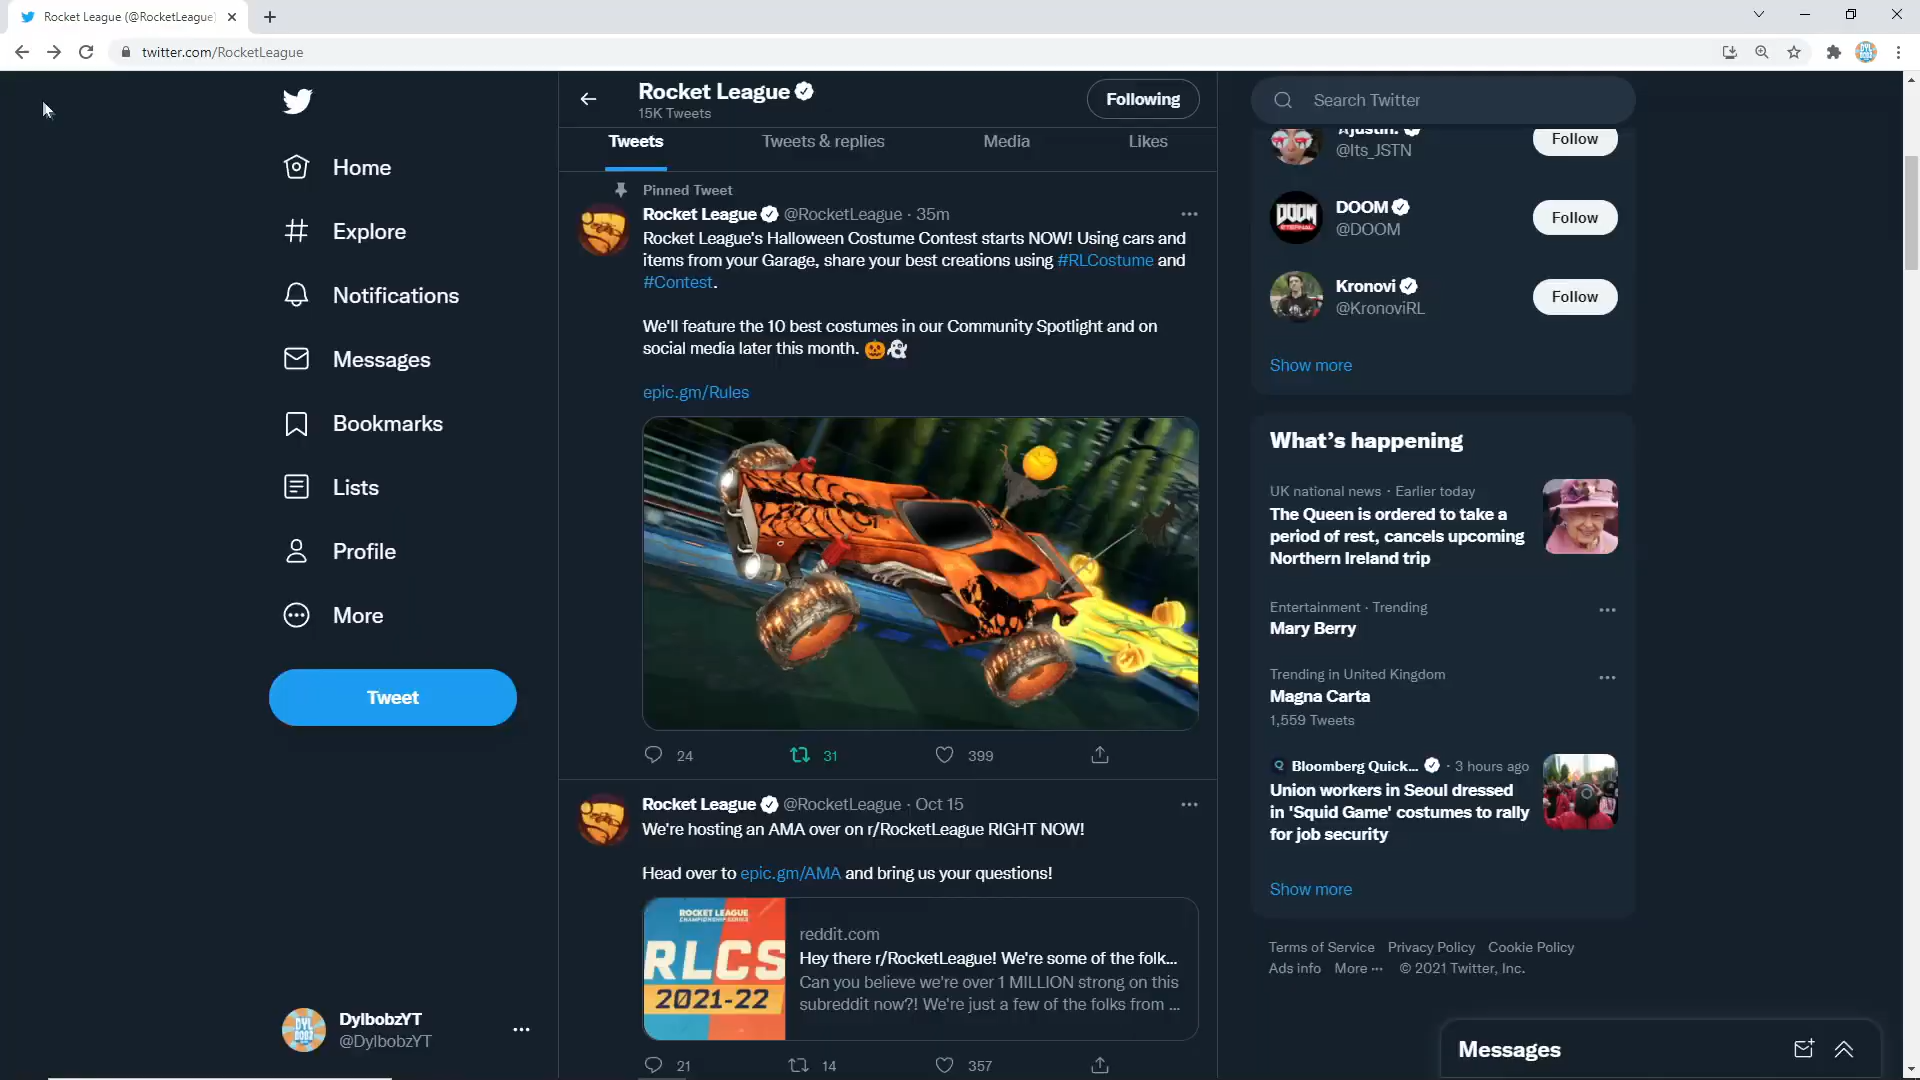 Rocket League (@RocketLeague)
twitter.com/RocketLeague
Home
Explore
Notifications
Messages
Bookmarks
Lists
Profile
More
Tweet
DylbobzYT
@DylbobzYT
Rocket League
15K Tweets
Following
Tweets
Tweets & replies
Media
Likes
Pinned Tweet
Rocket League @RocketLeague · 35m
Rocket League's Halloween Costume Contest starts NOW! Using cars and
items from your Garage, share your best creations using #RLCostume and
#Contest.
We'll feature the 10 best costumes in our Community Spotlight and on
social media later this month. 🎃👻
epic.gm/Rules
24
31
399
Rocket League @RocketLeague · Oct 15
We're hosting an AMA over on r/RocketLeague RIGHT NOW!
Head over to epic.gm/AMA and bring us your questions!
ROCKET LEAGUE
CHAMPIONSHIP SERIES
RLCS
2021-22
reddit.com
Hey there r/RocketLeague! We're some of the folk...
Can you believe we're over 1 MILLION strong on this
subreddit now?! We're just a few of the folks from ...
21
14
357
Search Twitter
Ajustin.
@Its_JSTN
Follow
DOOM
ETERNAL
DOOM
@DOOM
Follow
Kronovi
@KronoviRL
Follow
Show more
What's happening
UK national news · Earlier today
The Queen is ordered to take a
period of rest, cancels upcoming
Northern Ireland trip
Entertainment · Trending
Mary Berry
Trending in United Kingdom
Magna Carta
1,559 Tweets
Bloomberg Quick... · 3 hours ago
Union workers in Seoul dressed
in 'Squid Game' costumes to rally
for job security
Show more
Terms of Service Privacy Policy Cookie Policy
Ads info More ··· © 2021 Twitter, Inc.
Messages